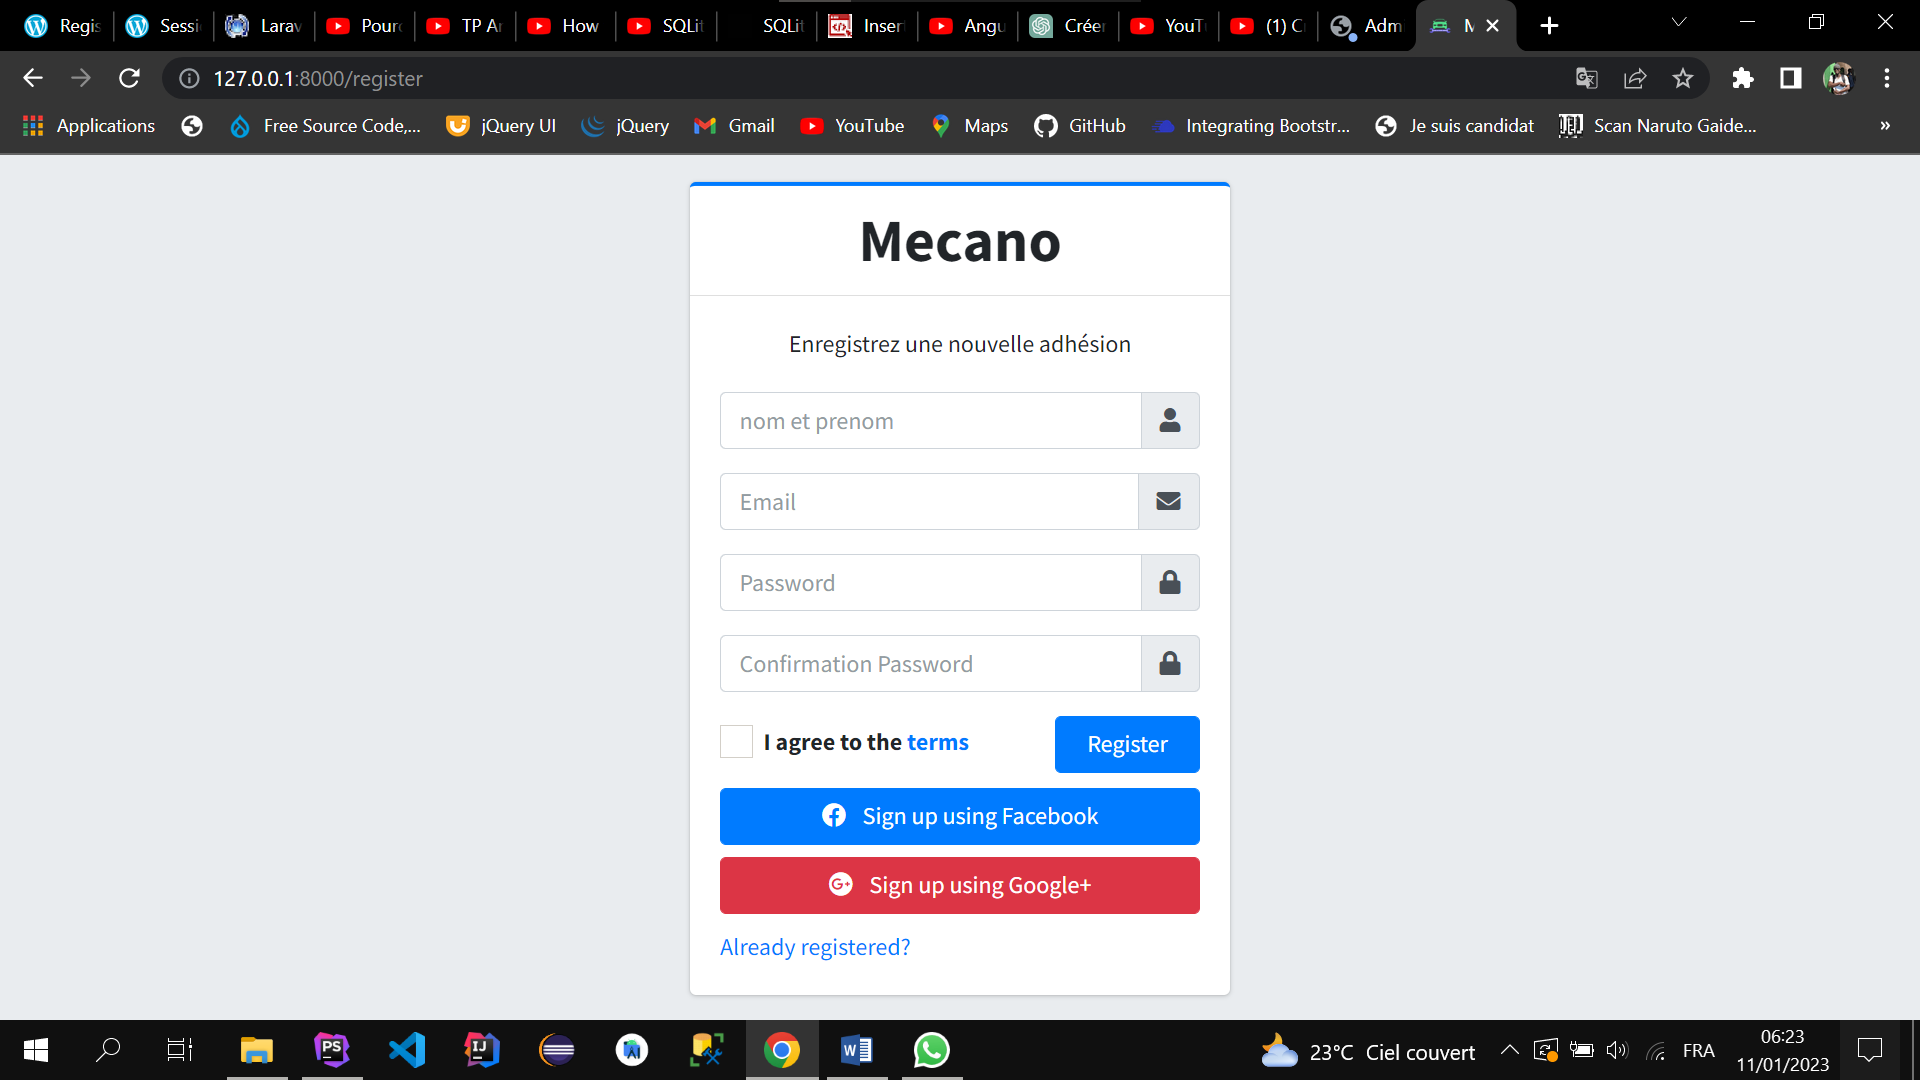 Regis
Sessi
Larav
Pourq
TP An
How
SQLit
SQLit
Inser
Angu
Créer
YouT
(1) C
Adm
M
127.0.0.1:8000/register
Applications
Free Source Code,...
jQuery UI
jQuery
Gmail
YouTube
Maps
GitHub
Integrating Bootstr...
Je suis candidat
Scan Naruto Gaide...
»
Mecano
Enregistrez une nouvelle adhésion
nom et prenom
Email
Password
Confirmation Password
I agree to the terms
Register
Sign up using Facebook
Sign up using Google+
Already registered?
23°C Ciel couvert
FRA
06:23
11/01/2023